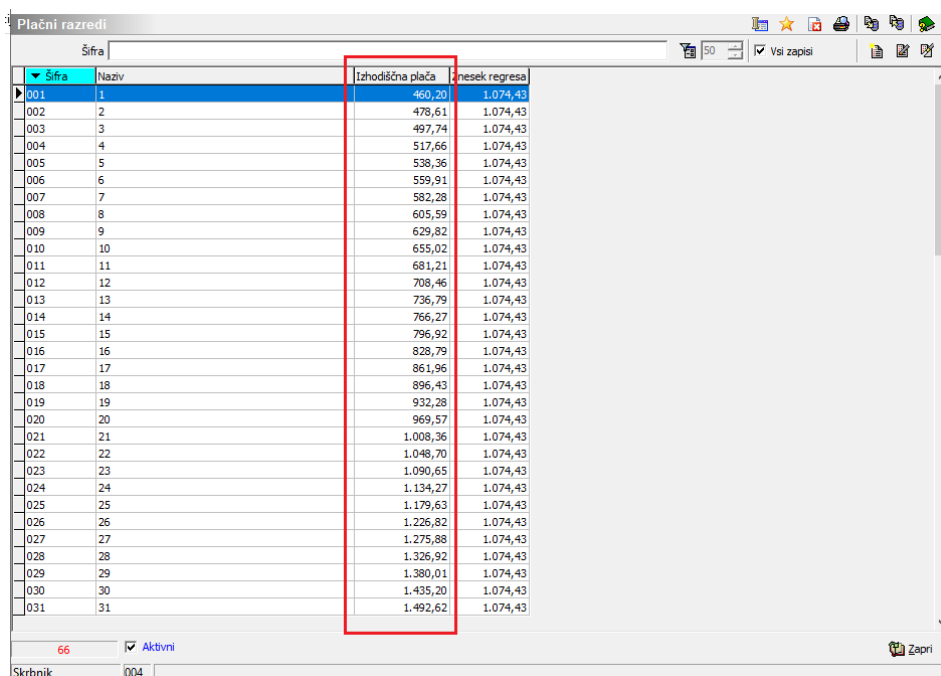 Plačni razredi
Šifra 50 Vsi zapisi
Šifra Naziv Izhodiščna plača Znesek regresa
001 1 460,20 1.074,43
002 2 478,61 1.074,43
003 3 497,74 1.074,43
004 4 517,66 1.074,43
005 5 538,36 1.074,43
006 6 559,91 1.074,43
007 7 582,28 1.074,43
008 8 605,59 1.074,43
009 9 629,82 1.074,43
010 10 655,02 1.074,43
011 11 681,21 1.074,43
012 12 708,46 1.074,43
013 13 736,79 1.074,43
014 14 766,27 1.074,43
015 15 796,92 1.074,43
016 16 828,79 1.074,43
017 17 861,96 1.074,43
018 18 896,43 1.074,43
019 19 932,28 1.074,43
020 20 969,57 1.074,43
021 21 1.008,36 1.074,43
022 22 1.048,70 1.074,43
023 23 1.090,65 1.074,43
024 24 1.134,27 1.074,43
025 25 1.179,63 1.074,43
026 26 1.226,82 1.074,43
027 27 1.275,88 1.074,43
028 28 1.326,92 1.074,43
029 29 1.380,01 1.074,43
030 30 1.435,20 1.074,43
031 31 1.492,62 1.074,43
66 Aktivni Zapri
Skrbnik 004